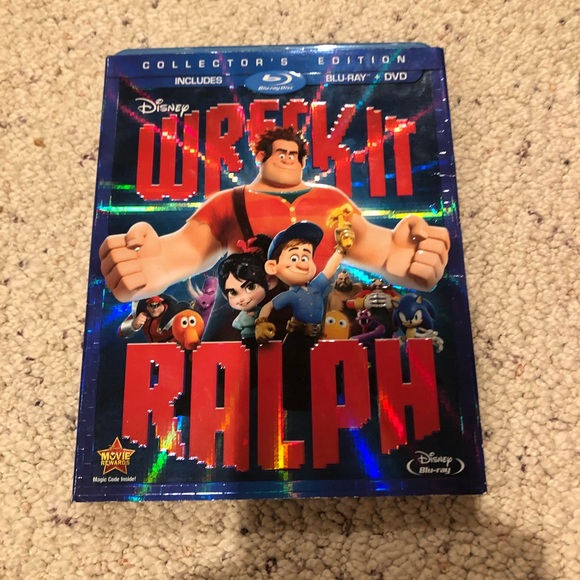 COLLECTOR'S EDITION
INCLUDES Blu-ray Disc BLU-RAY + DVD
Disney
WRECK-IT
RALPH
Disney
MOVIE
REWARDS
Magic Code Inside!
Disney
Blu-ray